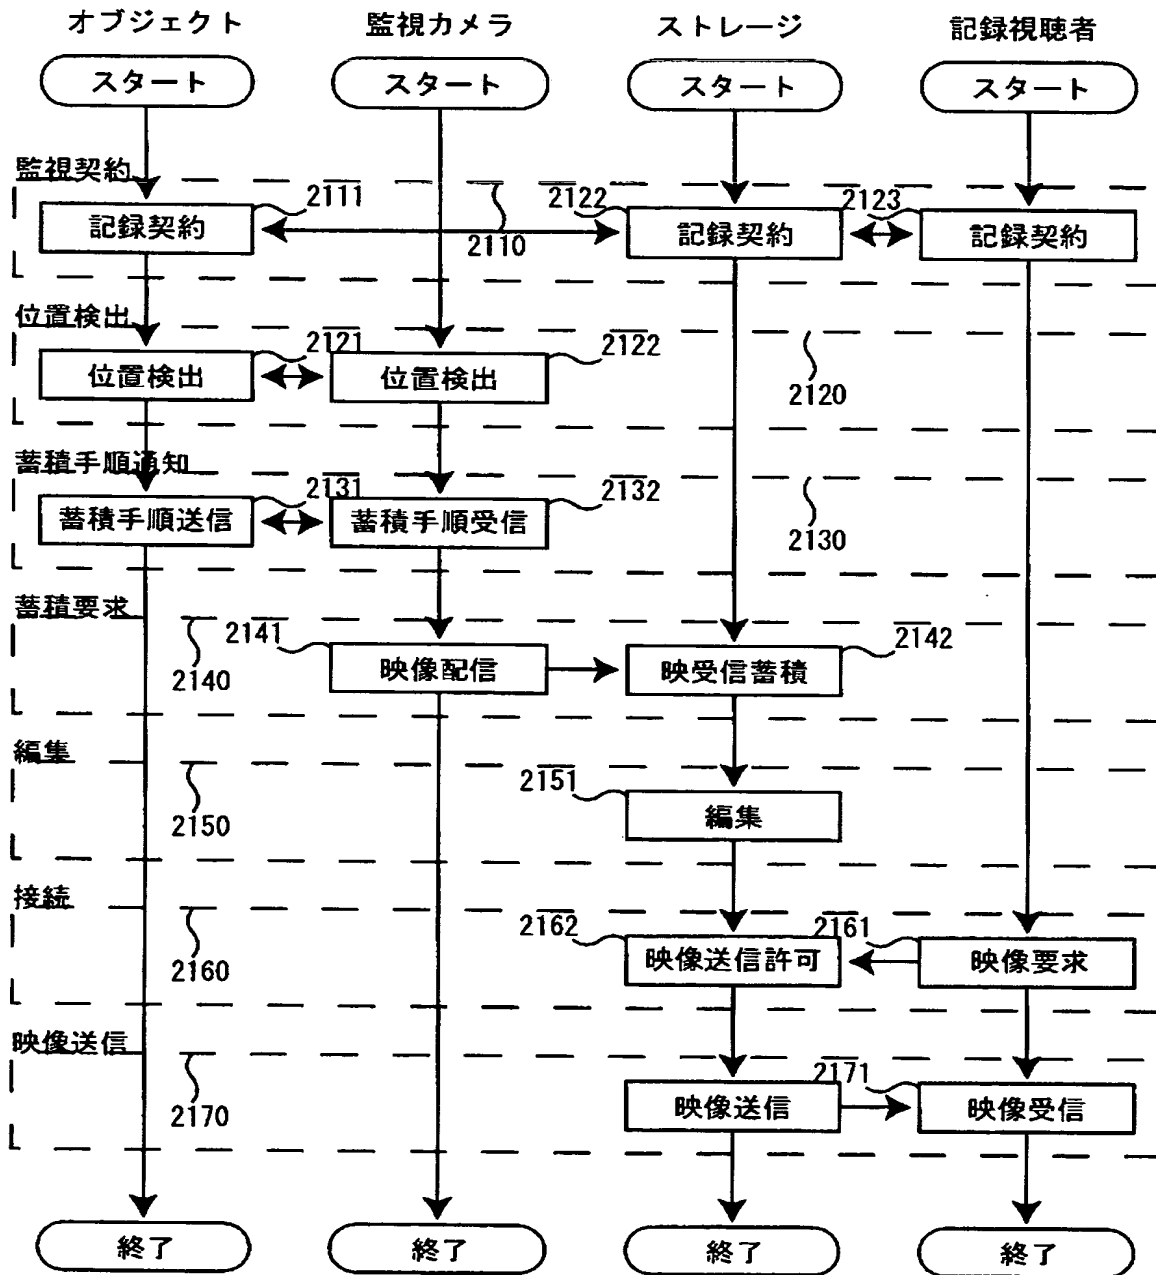 オブジェクト 監視カメラ ストレージ 記録視聴者
スタート スタート スタート スタート
監視契約
2111 2122 2123
記録契約 2110 記録契約 記録契約
位置検出
2121 2122
位置検出 位置検出 2120
蓄積手順通知
2131 2132
蓄積手順送信 蓄積手順受信 2130
蓄積要求
2141 2142
2140 映像配信 映受信蓄積
編集
2151
2150 編集
接続
2162 2161
2160 映像送信許可 映像要求
映像送信
2171
2170 映像送信 映像受信
終了 終了 終了 終了